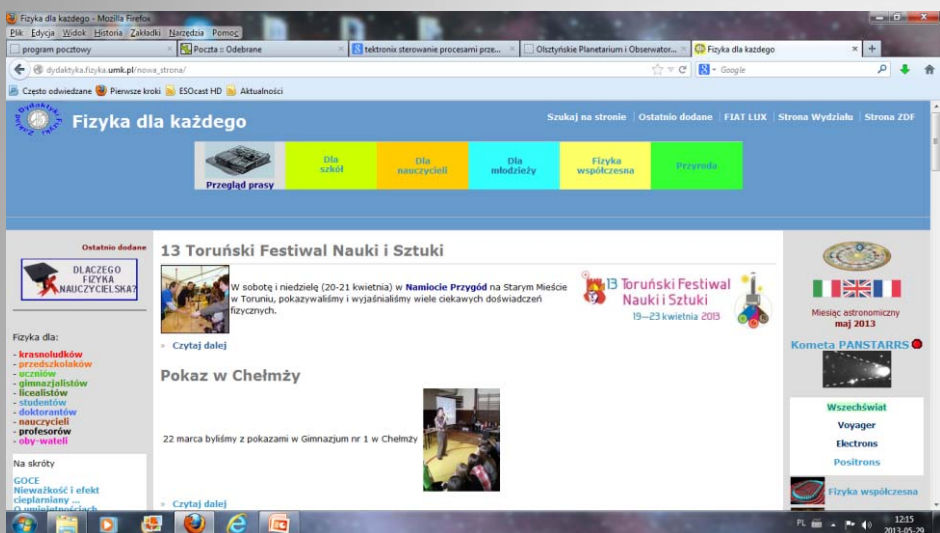 Fizyka dla każdego - Mozilla Firefox
Plik Edycja Widok Historia Zakładki Narzędzia Pomoc
program pocztowy
Poczta :: Odebrane
tektronix sterowanie procesami prze...
Olsztyńskie Planetarium i Obserwator...
Fizyka dla każdego
dydaktyka.fizyka.umk.pl/nowa_strona/
Google
Często odwiedzane Pierwsze kroki ESOcast HD Aktualności
Zakład Dydaktyki Fizyki
Fizyka dla każdego
Szukaj na stronie Ostatnio dodane FIAT LUX Strona Wydziału Strona ZDF
Przegląd prasy
Dla szkół
Dla nauczycieli
Dla młodzieży
Fizyka współczesna
Przyroda
Ostatnio dodane
DLACZEGO
FIZYKA
NAUCZYCIELSKA?
Fizyka dla:
- krasnoludków
- przedszkolaków
- uczniów
- gimnazjalistów
- licealistów
- studentów
- doktorantów
- nauczycieli
- profesorów
- oby-wateli
Na skróty
GOCE
Nieważkość i efekt
cieplarniany ...
O umiejętnościach
13 Toruński Festiwal Nauki i Sztuki
W sobotę i niedzielę (20-21 kwietnia) w Namiocie Przygód na Starym Mieście
w Toruniu, pokazywaliśmy i wyjaśnialiśmy wiele ciekawych doświadczeń
fizycznych.
» Czytaj dalej
13 Toruński Festiwal
Nauki i Sztuki
19—23 kwietnia 2013
Pokaz w Chełmży
22 marca byliśmy z pokazami w Gimnazjum nr 1 w Chełmży
» Czytaj dalej
Miesiąc astronomiczny
maj 2013
Kometa PANSTARRS
Wszechświat
Voyager
Electrons
Positrons
Fizyka współczesna
PL
12:15
2013-05-29